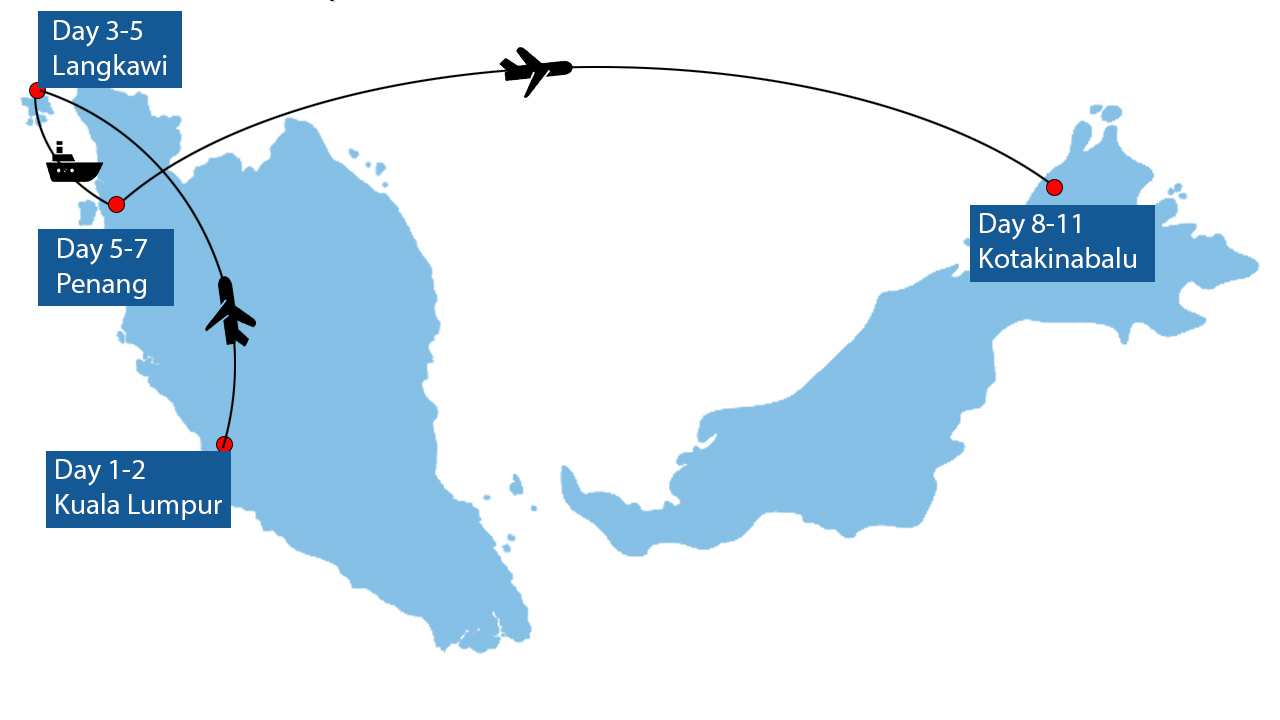 Day 3-5
Langkawi
Day 5-7
Penang
Day 8-11
Kotakinabalu
Day 1-2
Kuala Lumpur